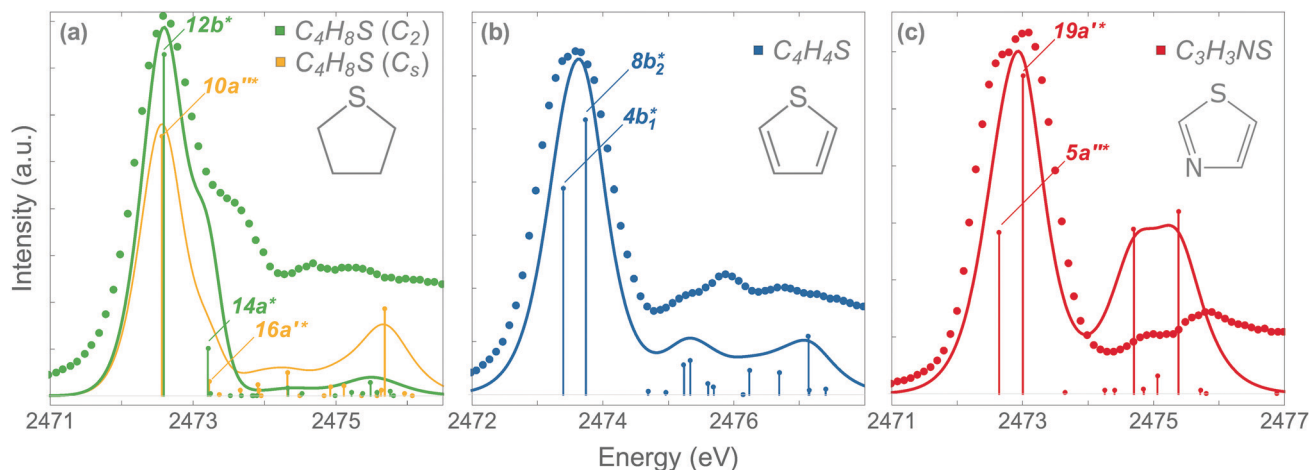 (a)
12b*
C4H8S (C2)
C4H8S (Cs)
10a''*
S
14a*
16a'*
(b)
C4H4S
8b2*
4b1*
S
(c)
19a'*
C3H3NS
5a''*
S
N
Intensity (a.u.)
2471 2473 2475
2472 2474 2476
2471 2473 2475 2477
Energy (eV)